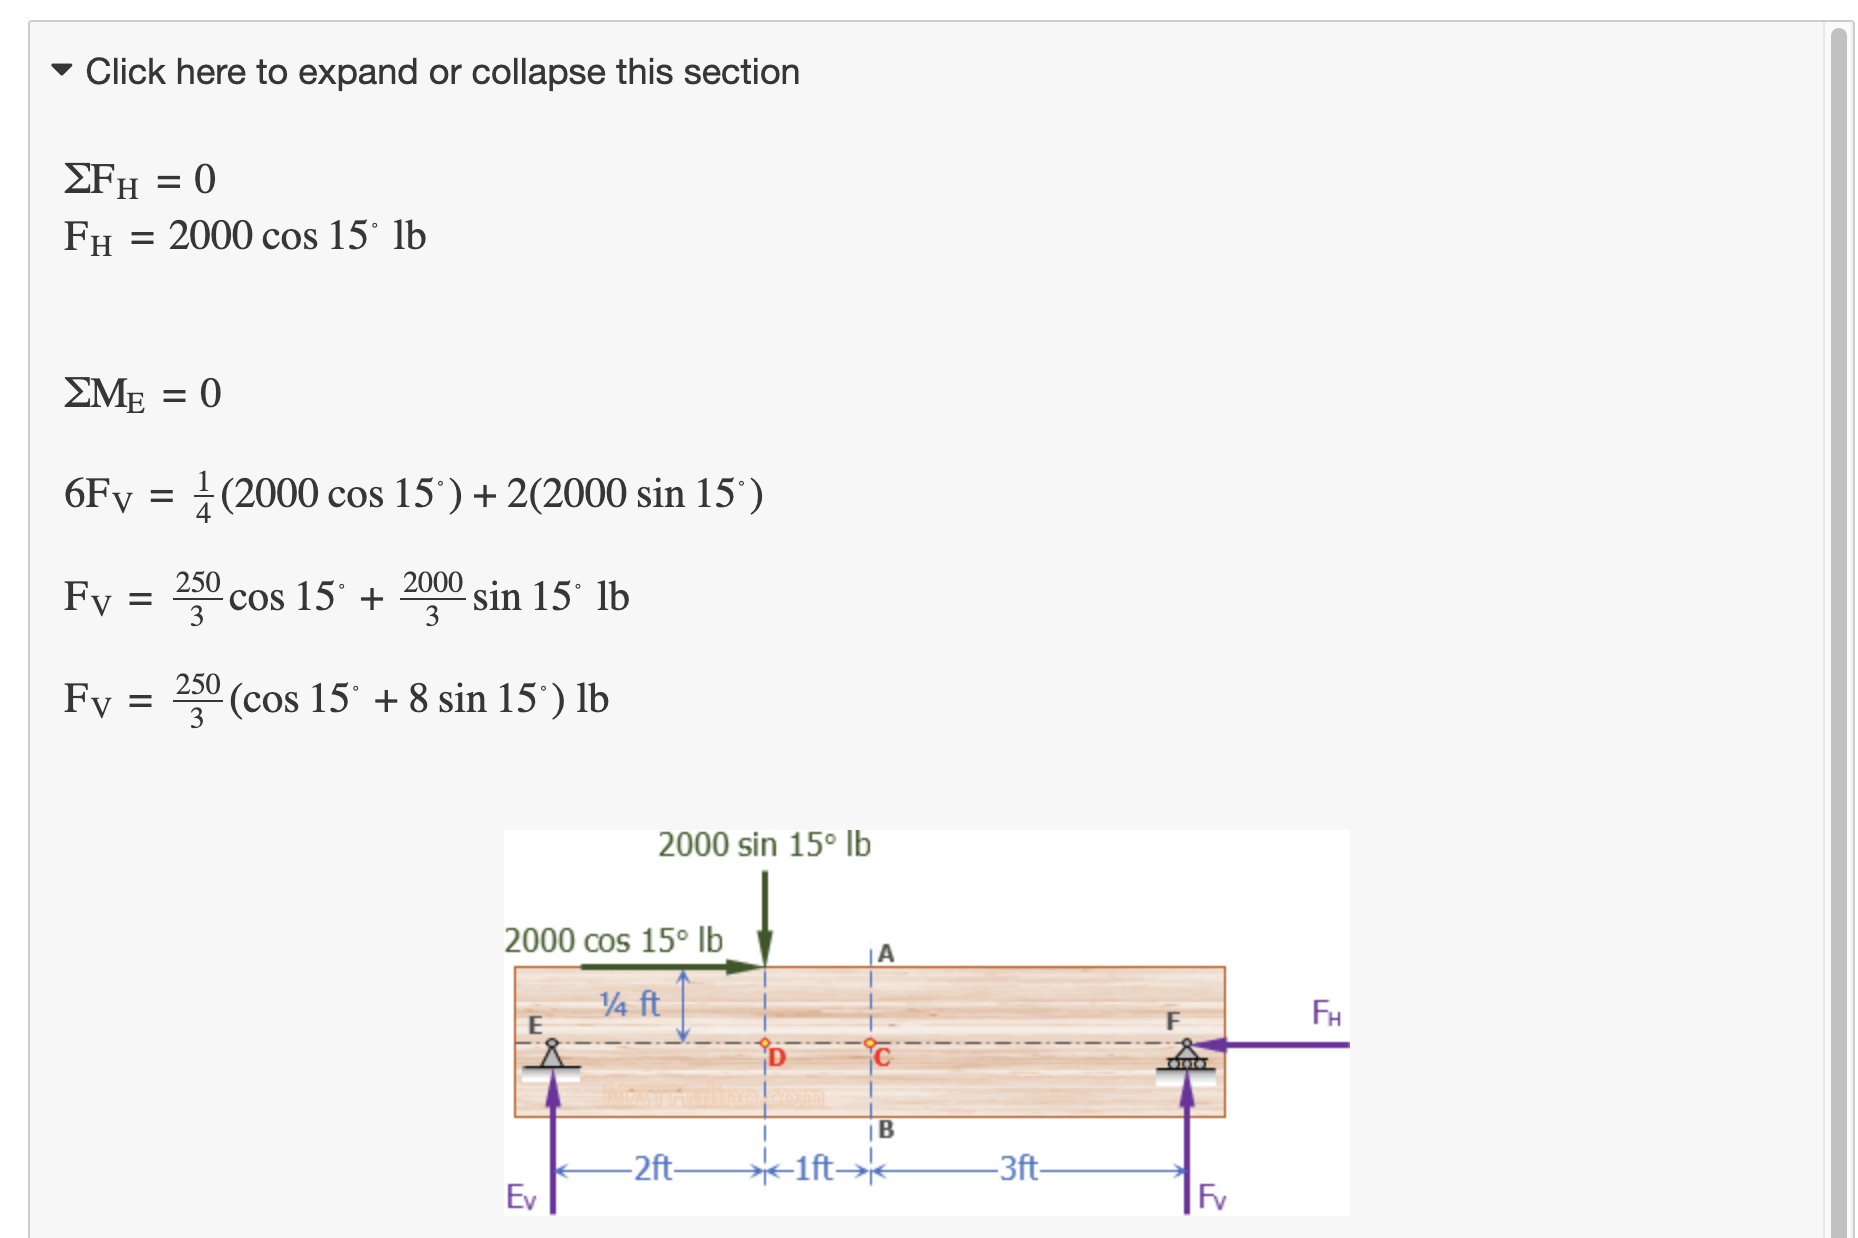 Click here to expand or collapse this section
ΣF_H = 0
F_H = 2000 cos 15° lb
ΣM_E = 0
6F_V = 1/4(2000 cos 15°) + 2(2000 sin 15°)
F_V = 250/3 cos 15° + 2000/3 sin 15° lb
F_V = 250/3 (cos 15° + 8 sin 15°) lb
2000 sin 15° lb
2000 cos 15° lb
A
¼ ft
E
F
F_H
D
C
B
2ft
1ft
3ft
E_V
F_V